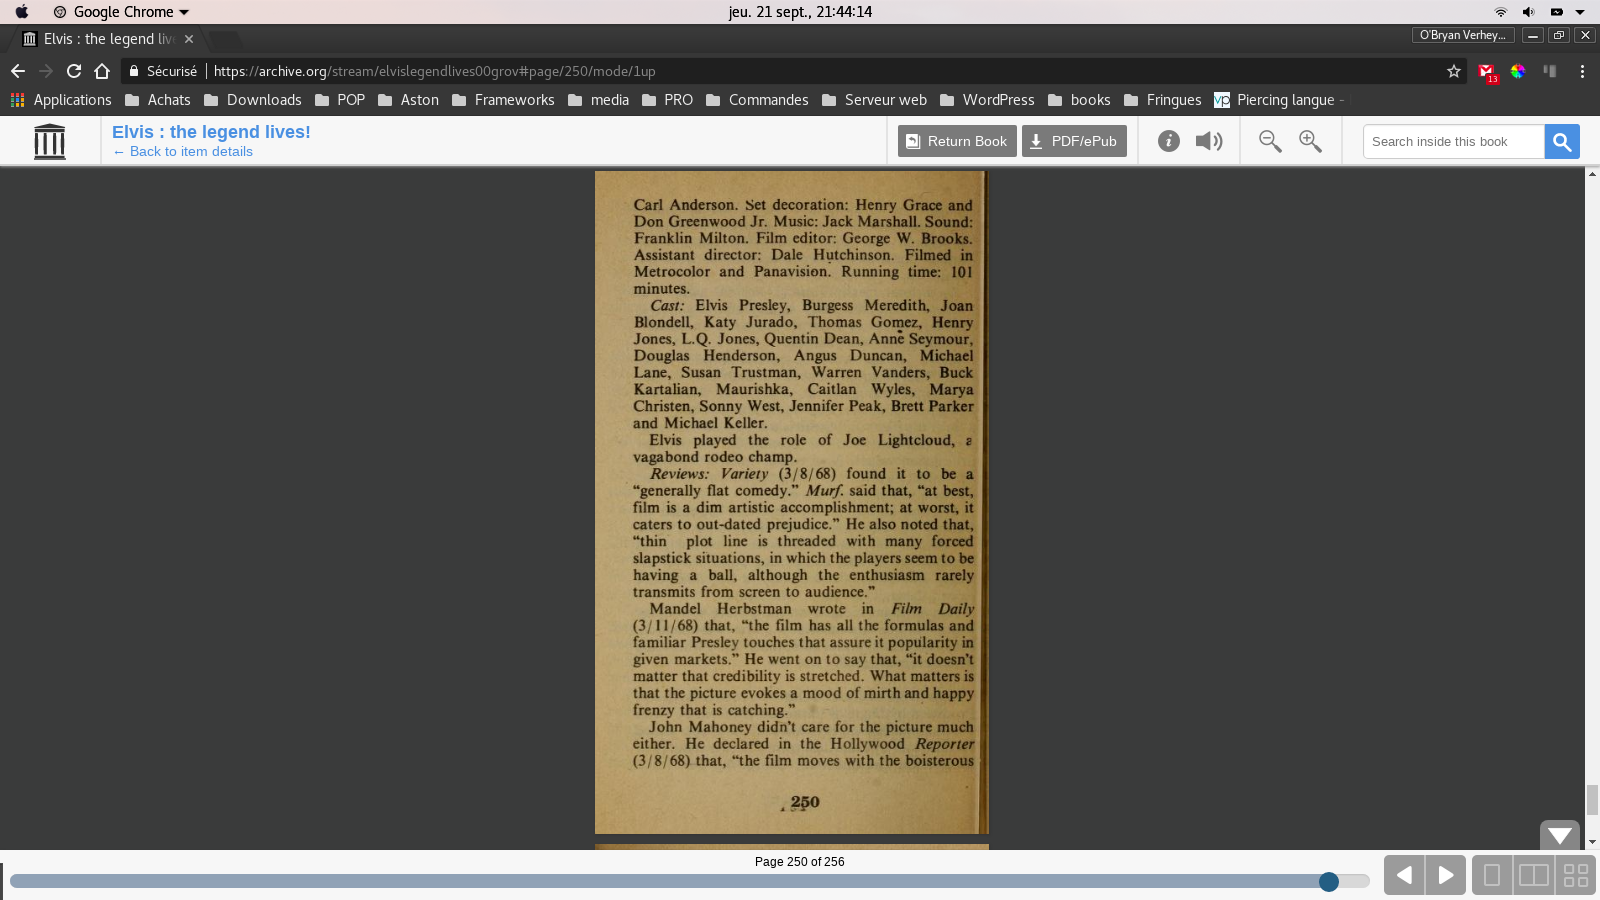 Google Chrome
jeu. 21 sept., 21:44:14
Elvis : the legend live
O'Bryan Verhey...
Sécurisé
https://archive.org/stream/elvislegendlives00grov#page/250/mode/1up
13
Applications Achats Downloads POP Aston Frameworks media PRO Commandes Serveur web WordPress books Fringues vp Piercing langue -
Elvis : the legend lives!
← Back to item details
Return Book
PDF/ePub
Search inside this book
Carl Anderson. Set decoration: Henry Grace and
Don Greenwood Jr. Music: Jack Marshall. Sound:
Franklin Milton. Film editor: George W. Brooks.
Assistant director: Dale Hutchinson. Filmed in
Metrocolor and Panavision. Running time: 101
minutes.
Cast: Elvis Presley, Burgess Meredith, Joan
Blondell, Katy Jurado, Thomas Gomez, Henry
Jones, L.Q. Jones, Quentin Dean, Anne Seymour,
Douglas Henderson, Angus Duncan, Michael
Lane, Susan Trustman, Warren Vanders, Buck
Kartalian, Maurishka, Caitlan Wyles, Marya
Christen, Sonny West, Jennifer Peak, Brett Parker
and Michael Keller.
Elvis played the role of Joe Lightcloud, a
vagabond rodeo champ.
Reviews: Variety (3/8/68) found it to be a
“generally flat comedy.” Murf. said that, “at best,
film is a dim artistic accomplishment; at worst, it
caters to out-dated prejudice.” He also noted that,
“thin plot line is threaded with many forced
slapstick situations, in which the players seem to be
having a ball, although the enthusiasm rarely
transmits from screen to audience.”
Mandel Herbstman wrote in Film Daily
(3/11/68) that, “the film has all the formulas and
familiar Presley touches that assure it popularity in
given markets.” He went on to say that, “it doesn't
matter that credibility is stretched. What matters is
that the picture evokes a mood of mirth and happy
frenzy that is catching.”
John Mahoney didn't care for the picture much
either. He declared in the Hollywood Reporter
(3/8/68) that, “the film moves with the boisterous
250
Page 250 of 256